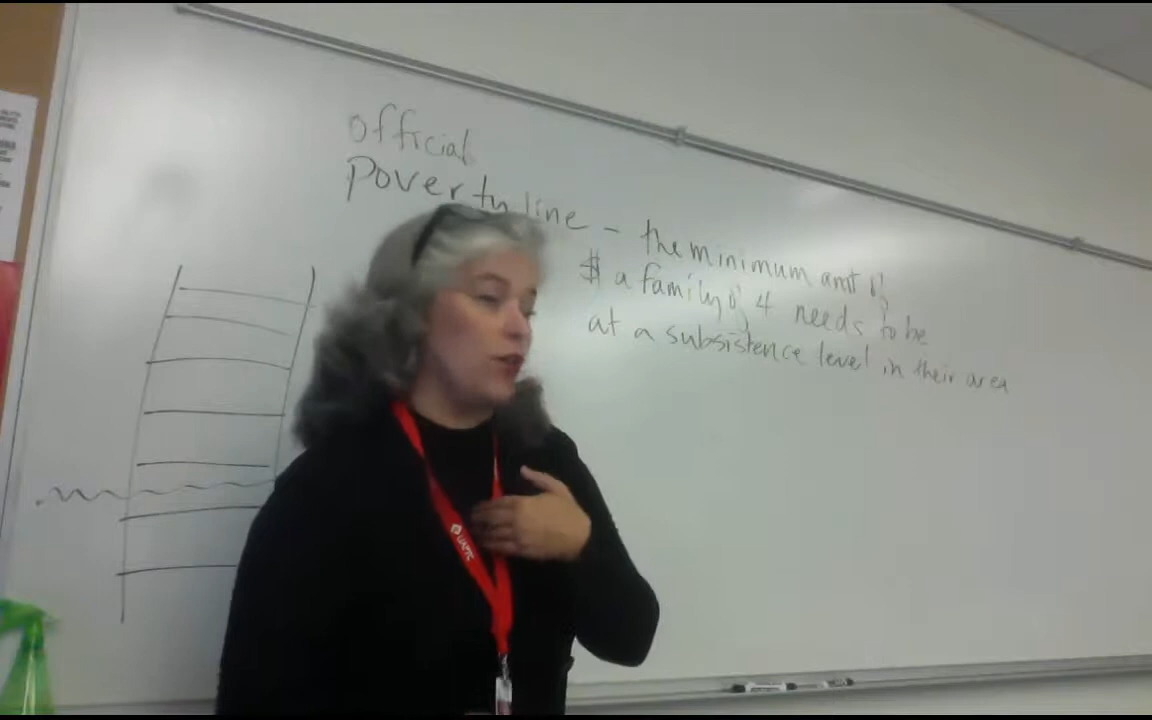 official
Poverty line - the minimum amt of
$ a family of 4 needs to be
at a subsistence level in their area
UAPTC